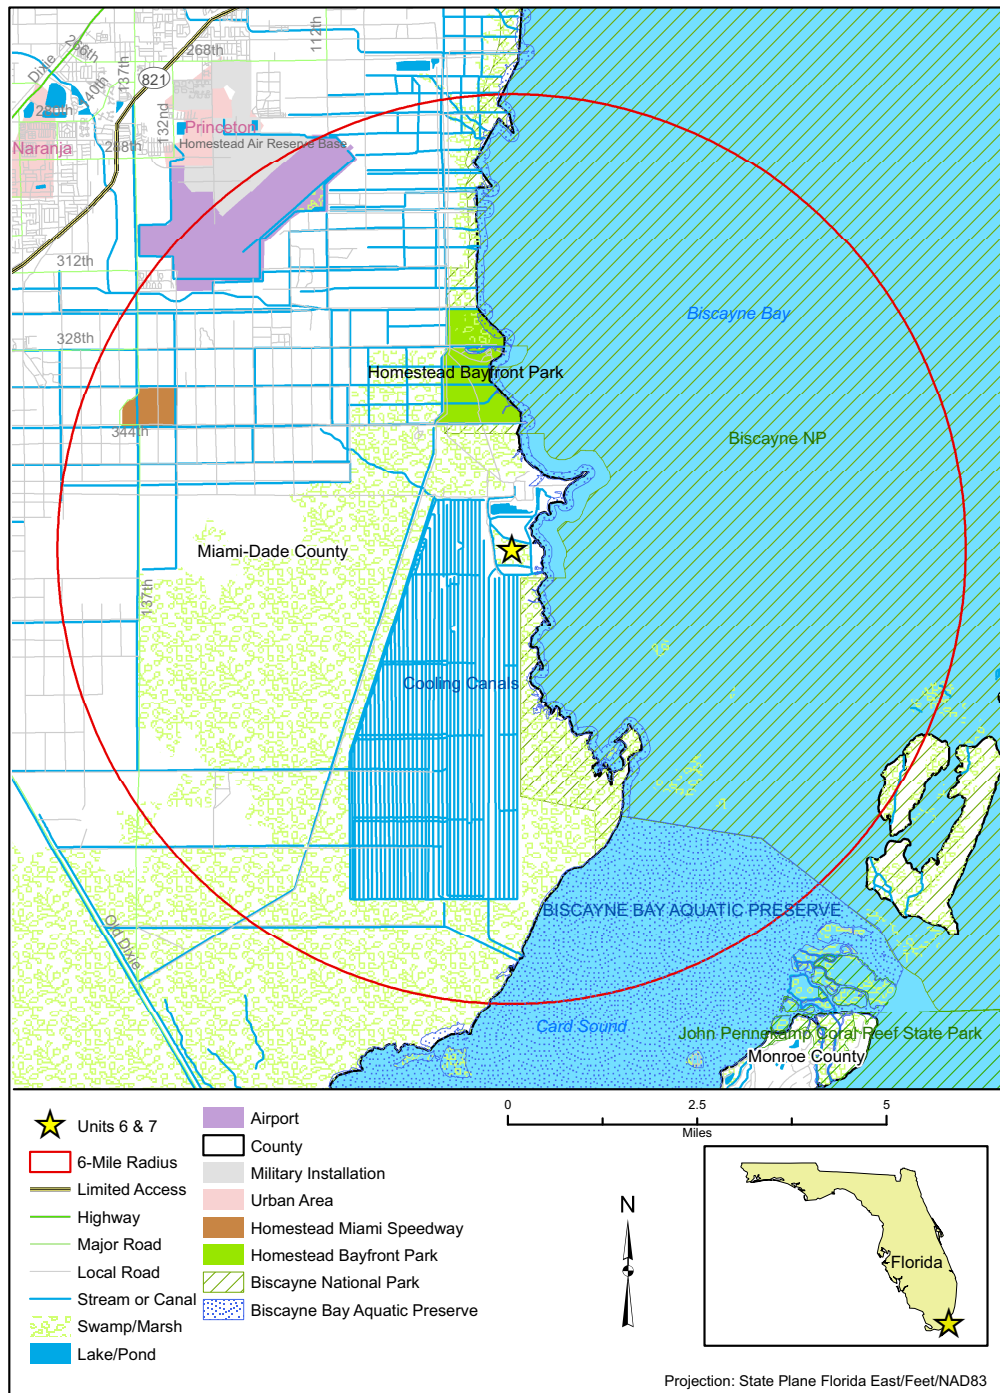 268th
112th
266th
Dixie
137th
821
40th
280th
132nd
Princeton
Homestead Air Reserve Base
Naranja
288th
312th
Biscayne Bay
328th
Homestead Bayfront Park
344th
Biscayne NP
Miami-Dade County
137th
Cooling Canals
BISCAYNE BAY AQUATIC PRESERVE
Old Dixie
Card Sound
John Pennekamp Coral Reef State Park
Monroe County
Units 6 & 7
6-Mile Radius
Limited Access
Highway
Major Road
Local Road
Stream or Canal
Swamp/Marsh
Lake/Pond
Airport
County
Military Installation
Urban Area
Homestead Miami Speedway
Homestead Bayfront Park
Biscayne National Park
Biscayne Bay Aquatic Preserve
0 2.5 5
Miles
N
Florida
Projection: State Plane Florida East/Feet/NAD83